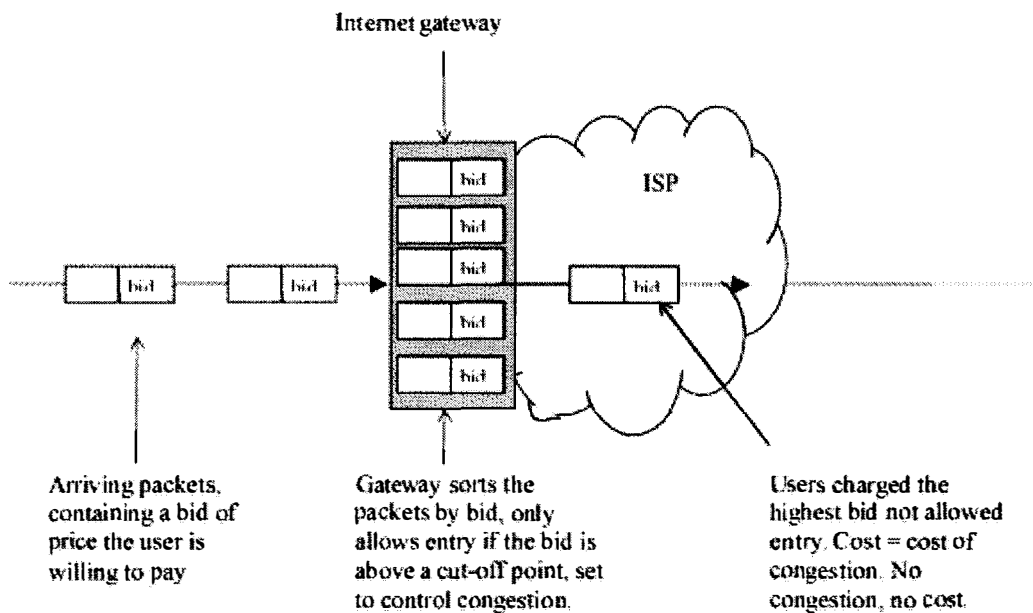 Internet gateway
bid
bid
bid
bid
bid
ISP
bid
bid
bid
Arriving packets,
containing a bid of
price the user is
willing to pay
Gateway sorts the
packets by bid, only
allows entry if the bid is
above a cut-off point, set
to control congestion.
Users charged the
highest bid not allowed
entry. Cost = cost of
congestion. No
congestion, no cost.